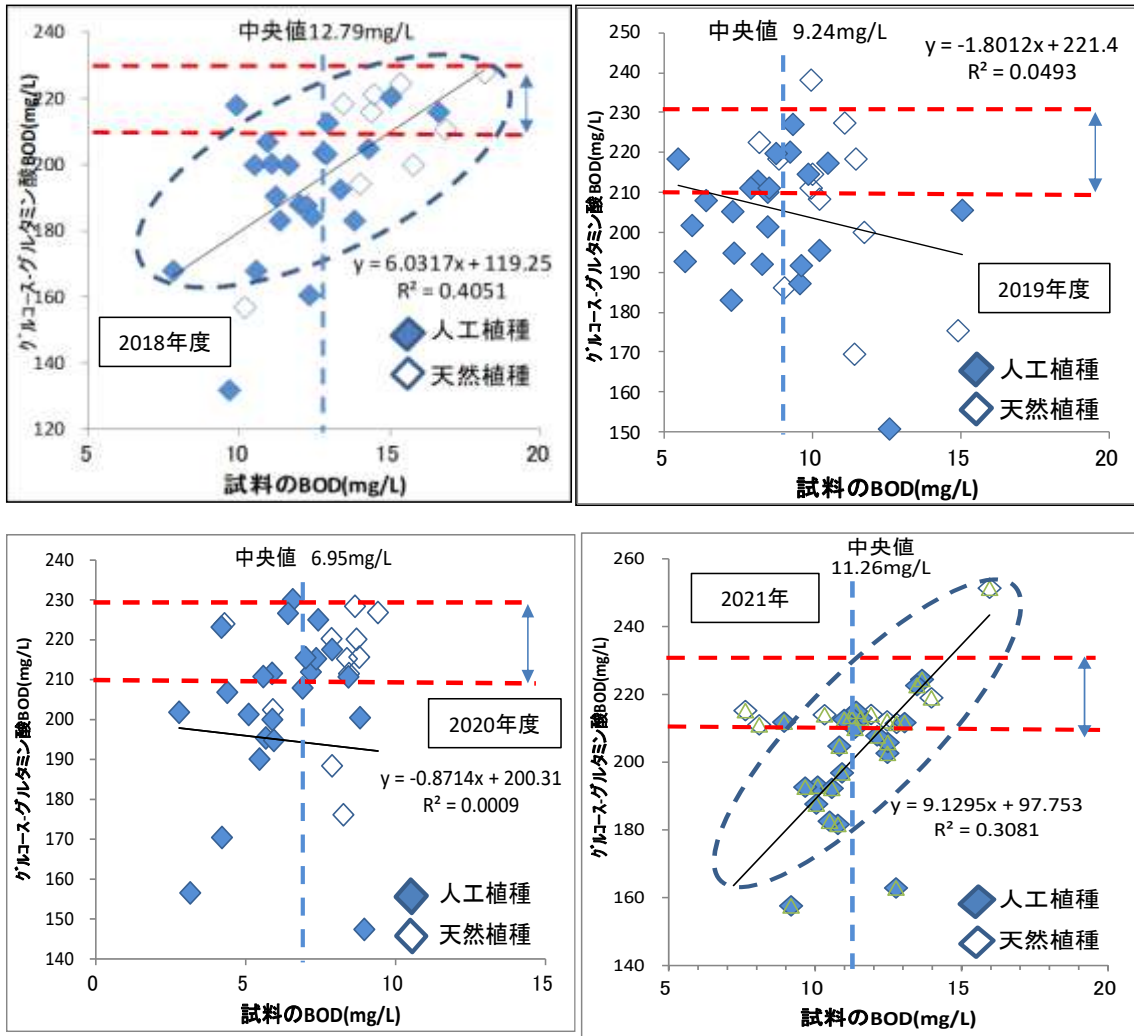 中央値12.79mg/L
240
220
200
180
160
140
120
グルコース-グルタミン酸BOD(mg/L)
y = 6.0317x + 119.25
R² = 0.4051
2018年度
人工植種
天然植種
5
10
15
20
試料のBOD(mg/L)
中央値 9.24mg/L
y = -1.8012x + 221.4
R² = 0.0493
250
240
230
220
210
200
190
180
170
160
150
グルコース-グルタミン酸BOD(mg/L)
2019年度
人工植種
天然植種
5
10
15
20
試料のBOD(mg/L)
中央値 6.95mg/L
240
230
220
210
200
190
180
170
160
150
140
グルコース-グルタミン酸BOD(mg/L)
2020年度
y = -0.8714x + 200.31
R² = 0.0009
人工植種
天然植種
0
5
10
15
試料のBOD(mg/L)
中央値
11.26mg/L
2021年
260
240
220
200
180
160
140
グルコース-グルタミン酸BOD(mg/L)
y = 9.1295x + 97.753
R² = 0.3081
人工植種
天然植種
5
10
15
20
試料のBOD(mg/L)